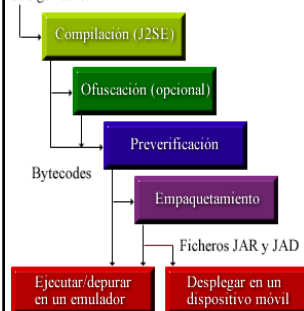 Compilación (J2SE)
Ofuscación (opcional)
Preverificación
Bytecodes
Empaquetamiento
Ficheros JAR y JAD
Ejecutar/depurar
en un emulador
Desplegar en un
dispositivo móvil